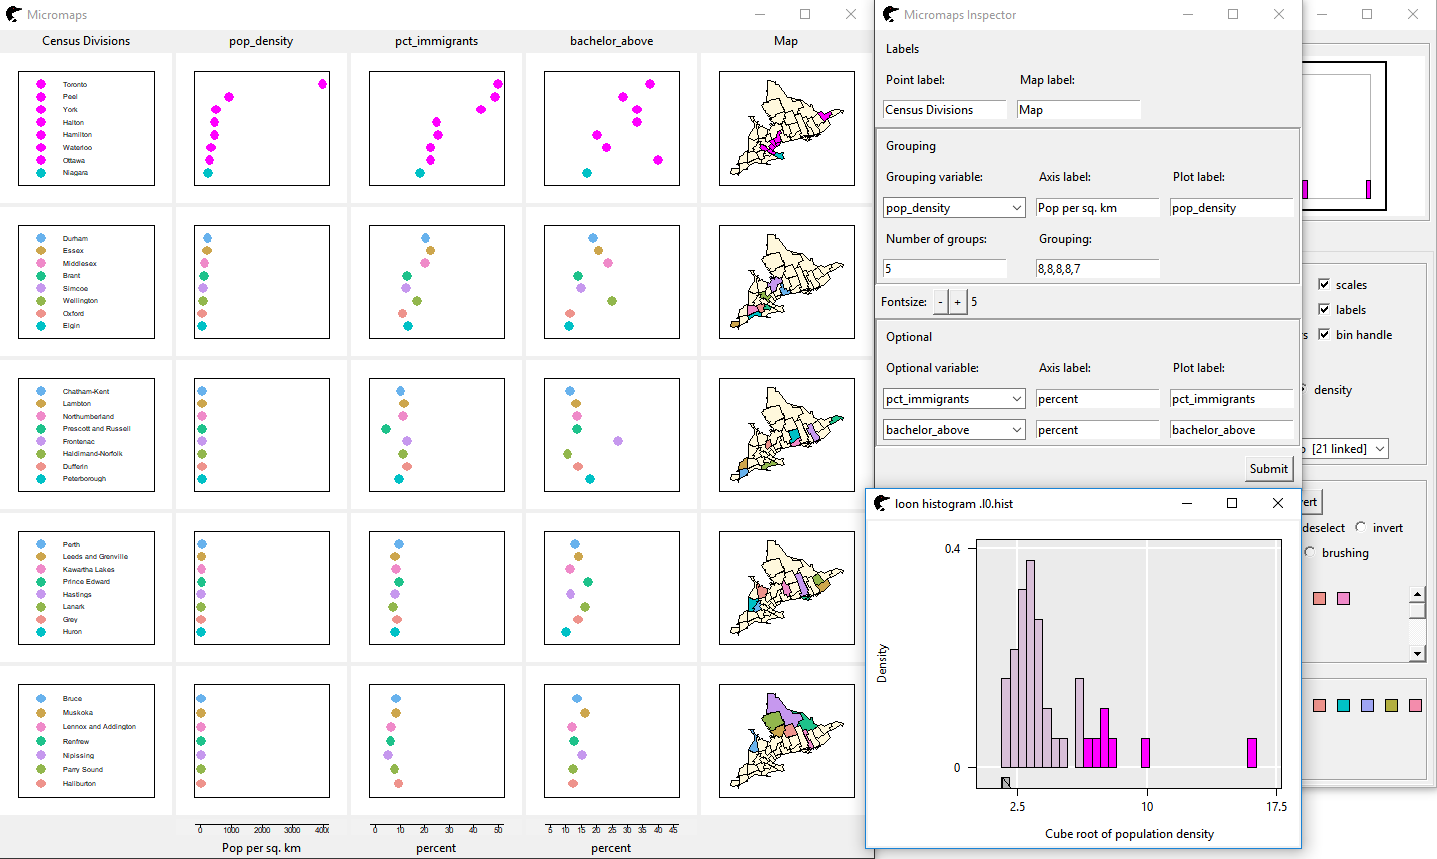 Micromaps
Census Divisions pop_density pct_immigrants bachelor_above Map
Toronto
Peel
York
Halton
Hamilton
Waterloo
Ottawa
Niagara
Durham
Essex
Middlesex
Brant
Simcoe
Wellington
Oxford
Elgin
Chatham-Kent
Lambton
Northumberland
Prescott and Russell
Frontenac
Haldimand-Norfolk
Dufferin
Peterborough
Perth
Leeds and Grenville
Kawartha Lakes
Prince Edward
Hastings
Lanark
Grey
Huron
Bruce
Muskoka
Lennox and Addington
Renfrew
Nipissing
Parry Sound
Haliburton
0 1000 2000 3000 400
0 10 20 30 40 50
5 10 15 20 25 30 35 40 45
Pop per sq. km percent percent
Micromaps Inspector
Labels
Point label: Map label:
Census Divisions Map
Grouping
Grouping variable: Axis label: Plot label:
pop_density Pop per sq. km pop_density
Number of groups: Grouping:
5 8,8,8,8,7
Fontsize: - + 5
Optional
Optional variable: Axis label: Plot label:
pct_immigrants percent pct_immigrants
bachelor_above percent bachelor_above
Submit
scales
labels
bin handle
density
[21 linked]
ert
deselect invert
brushing
loon histogram .l0.hist
0.4
0
Density
2.5 10 17.5
Cube root of population density